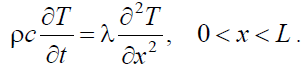 ρc ∂T/∂t = λ ∂²T/∂x², 0 < x < L .